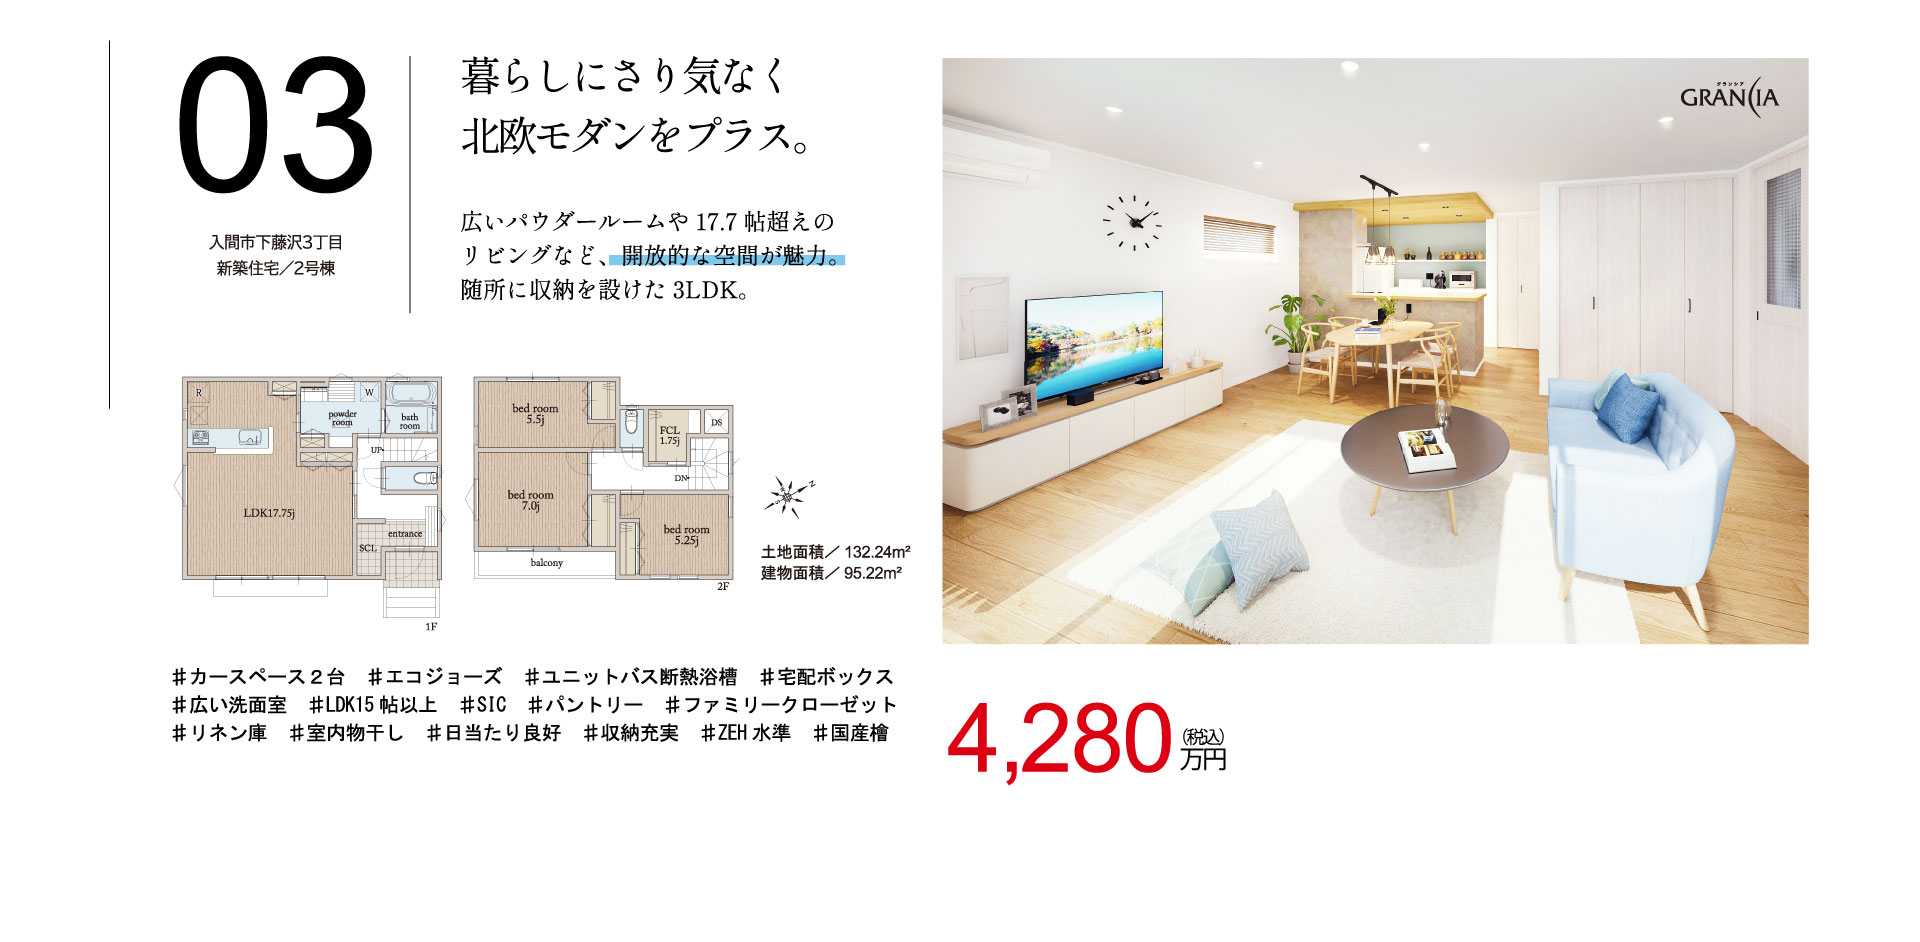 03
入間市下藤沢3丁目
新築住宅／2号棟
暮らしにさり気なく
北欧モダンをプラス。
広いパウダールームや 17.7 帖超えの
リビングなど、開放的な空間が魅力。
随所に収納を設けた 3LDK。
グランシア
GRANCIA
R
W
powder
room
bath
room
UP
LDK17.75j
entrance
SCL
1F
bed room
5.5j
FCL
1.75j
DS
DN
bed room
7.0j
bed room
5.25j
balcony
2F
N
土地面積／ 132.24m²
建物面積／ 95.22m²
♯カースペース２台　♯エコジョーズ　♯ユニットバス断熱浴槽　♯宅配ボックス
♯広い洗面室　♯LDK15 帖以上　♯SIC　♯パントリー　♯ファミリークローゼット
♯リネン庫　♯室内物干し　♯日当たり良好　♯収納充実　♯ZEH 水準　♯国産檜
4,280
(税込)
万円